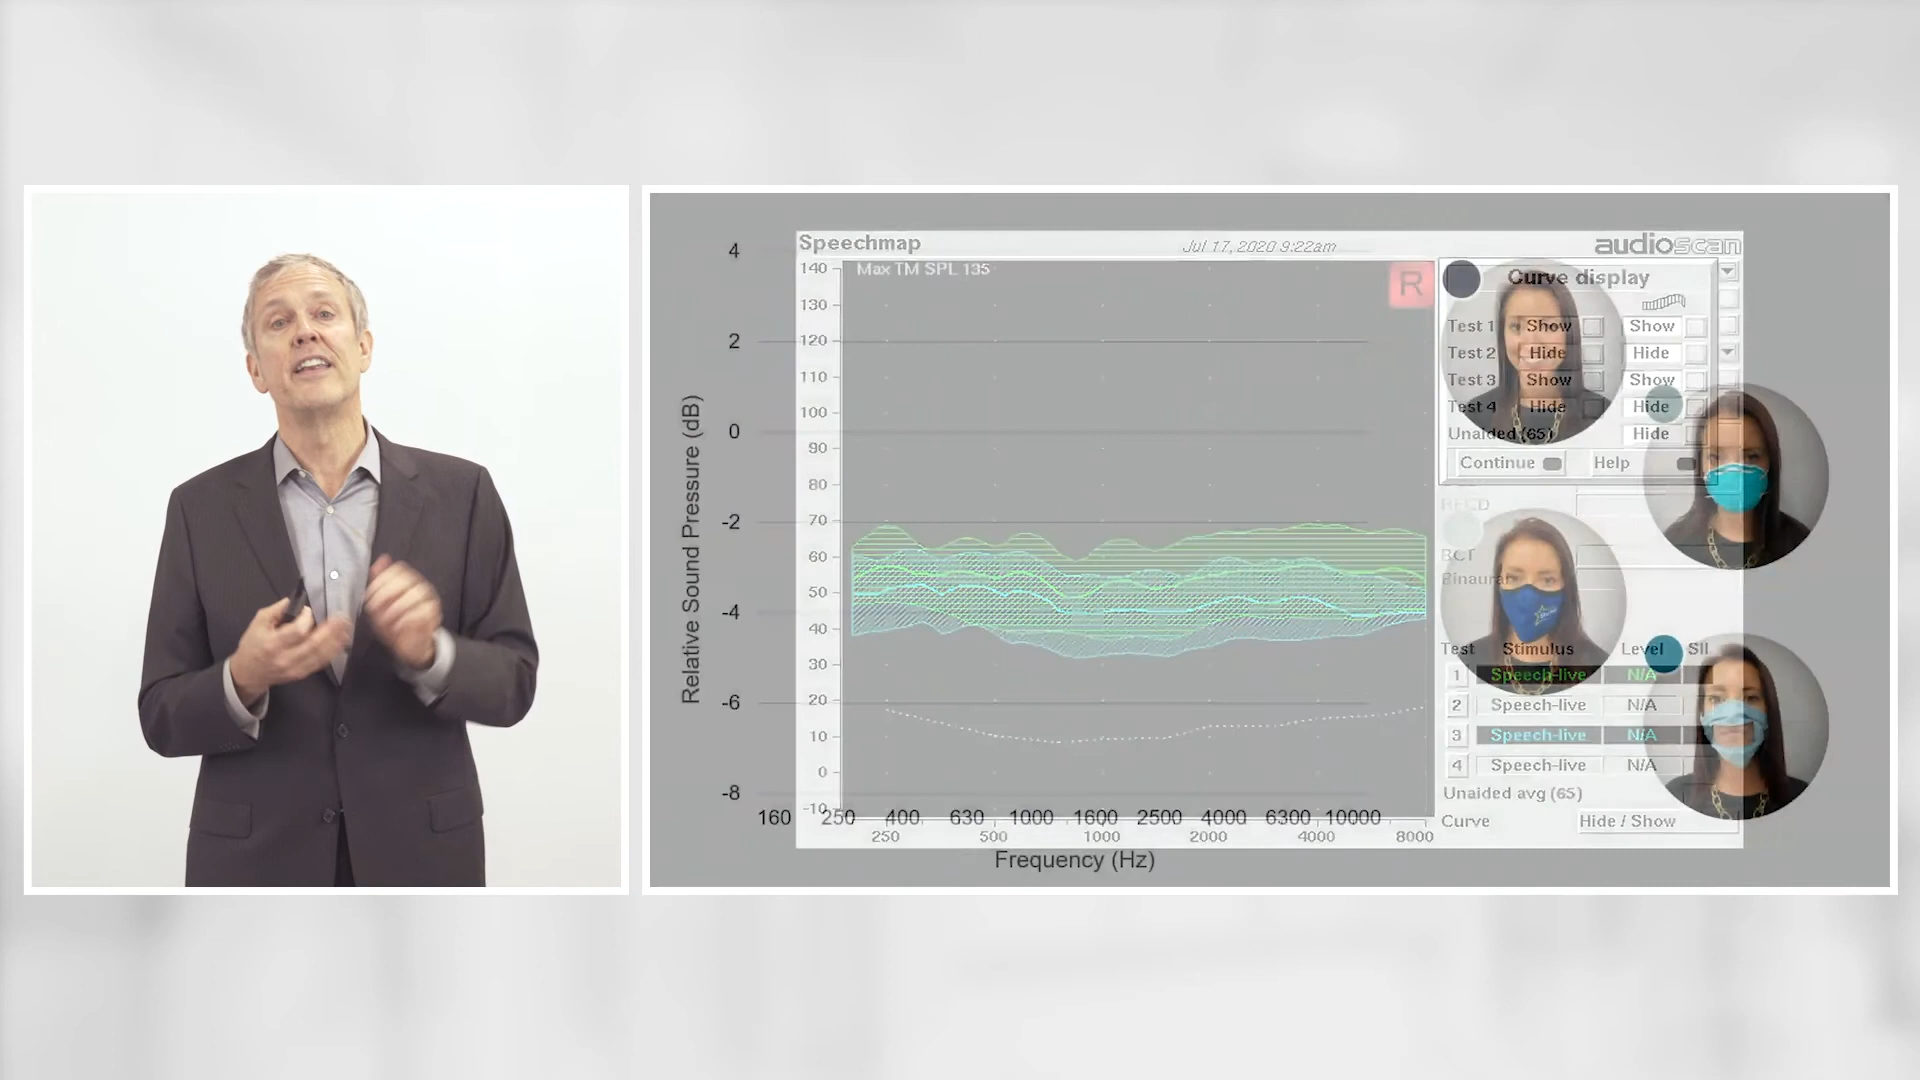 Speechmap
Jul 17, 2020 9:22am
audioscan
Max TM SPL 135
R
4
2
0
-2
-4
-6
-8
Relative Sound Pressure (dB)
140
130
120
110
100
90
80
70
60
50
40
30
20
10
0
-10
160 250 400 630 1000 1600 2500 4000 6300 10000
250 500 1000 2000 4000 8000
Frequency (Hz)
Curve display
Test 1 Show Show
Test 2 Hide Hide
Test 3 Show Show
Test 4 Hide Hide
Unaided (65) Hide
Continue Help
RECD
BCT
Binaural
Test Stimulus Level SII
1 Speech-live N/A
2 Speech-live N/A
3 Speech-live N/A
4 Speech-live N/A
Unaided avg (65)
Curve Hide / Show